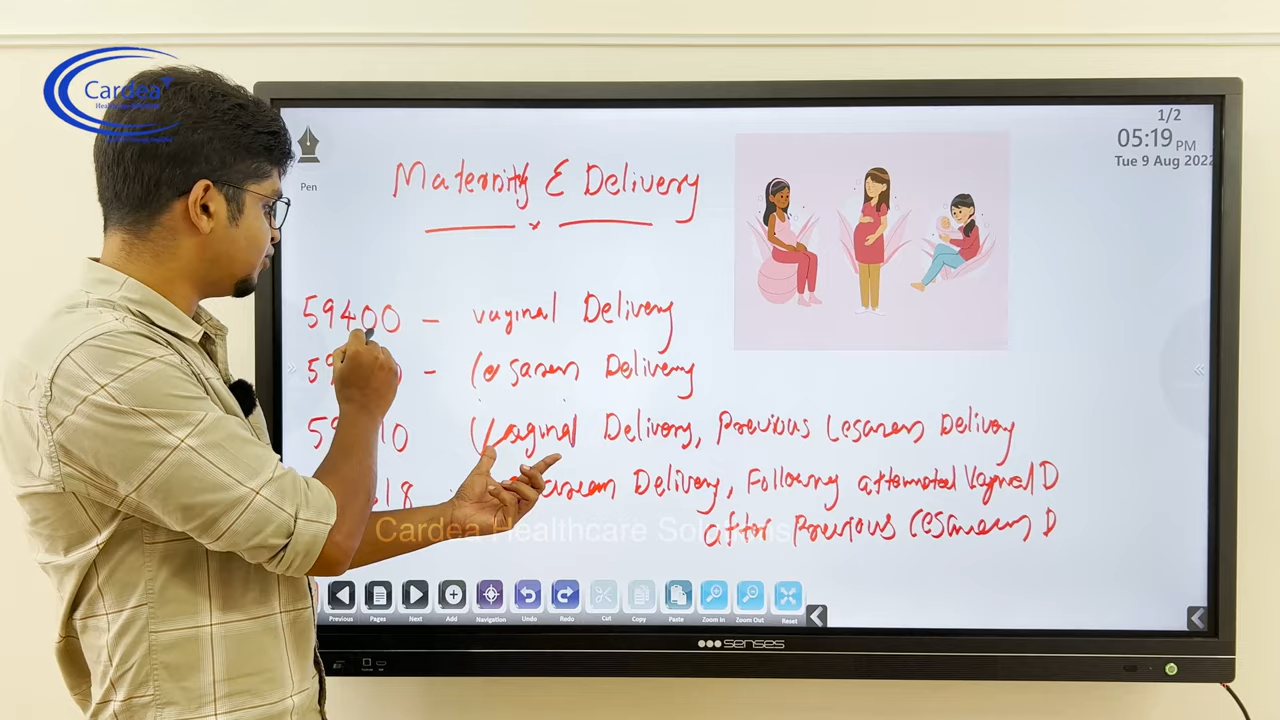 Cardea
1/2
05:19 PM
Tue 9 Aug 2022
Pen
Maternity & Delivery
59400 - vaginal Delivery
- Cesarean Delivery
Vaginal Delivery, Previous Cesarean Delivery
Delivery, Following attempted Vaginal D
after Previous Cesarean D
Cardea Healthcare Solutions
Previous Pages Next Add Navigation Undo Redo Cut Copy Paste Zoom In Zoom Out Reset
senses